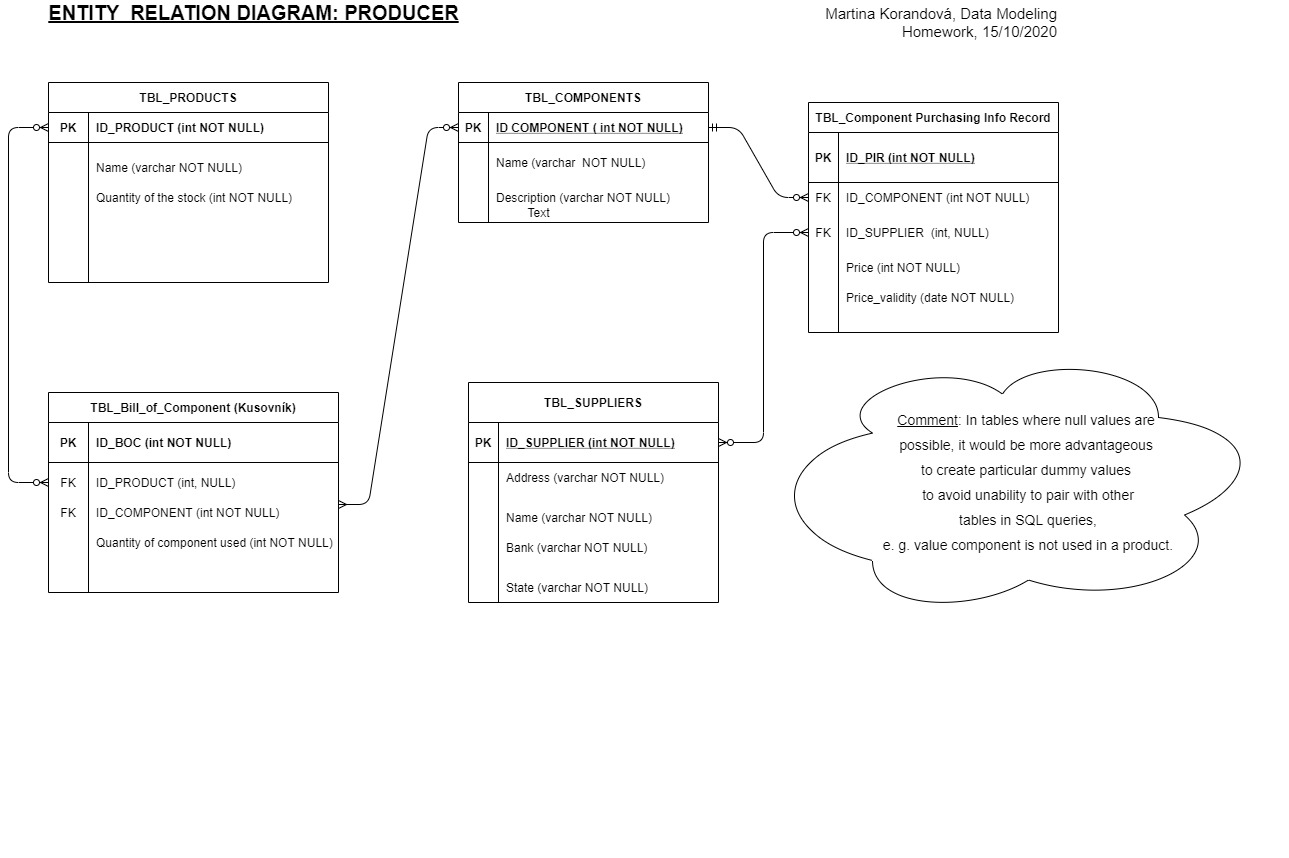 ENTITY RELATION DIAGRAM: PRODUCER
Martina Korandová, Data Modeling
Homework, 15/10/2020
TBL_PRODUCTS
PK ID_PRODUCT (int NOT NULL)
Name (varchar NOT NULL)
Quantity of the stock (int NOT NULL)
TBL_COMPONENTS
PK ID COMPONENT ( int NOT NULL)
Name (varchar NOT NULL)
Description (varchar NOT NULL)
Text
TBL_Component Purchasing Info Record
PK ID_PIR (int NOT NULL)
FK ID_COMPONENT (int NOT NULL)
FK ID_SUPPLIER (int, NULL)
Price (int NOT NULL)
Price_validity (date NOT NULL)
TBL_Bill_of_Component (Kusovník)
PK ID_BOC (int NOT NULL)
FK ID_PRODUCT (int, NULL)
FK ID_COMPONENT (int NOT NULL)
Quantity of component used (int NOT NULL)
TBL_SUPPLIERS
PK ID_SUPPLIER (int NOT NULL)
Address (varchar NOT NULL)
Name (varchar NOT NULL)
Bank (varchar NOT NULL)
State (varchar NOT NULL)
Comment: In tables where null values are
possible, it would be more advantageous
to create particular dummy values
to avoid unability to pair with other
tables in SQL queries,
e. g. value component is not used in a product.